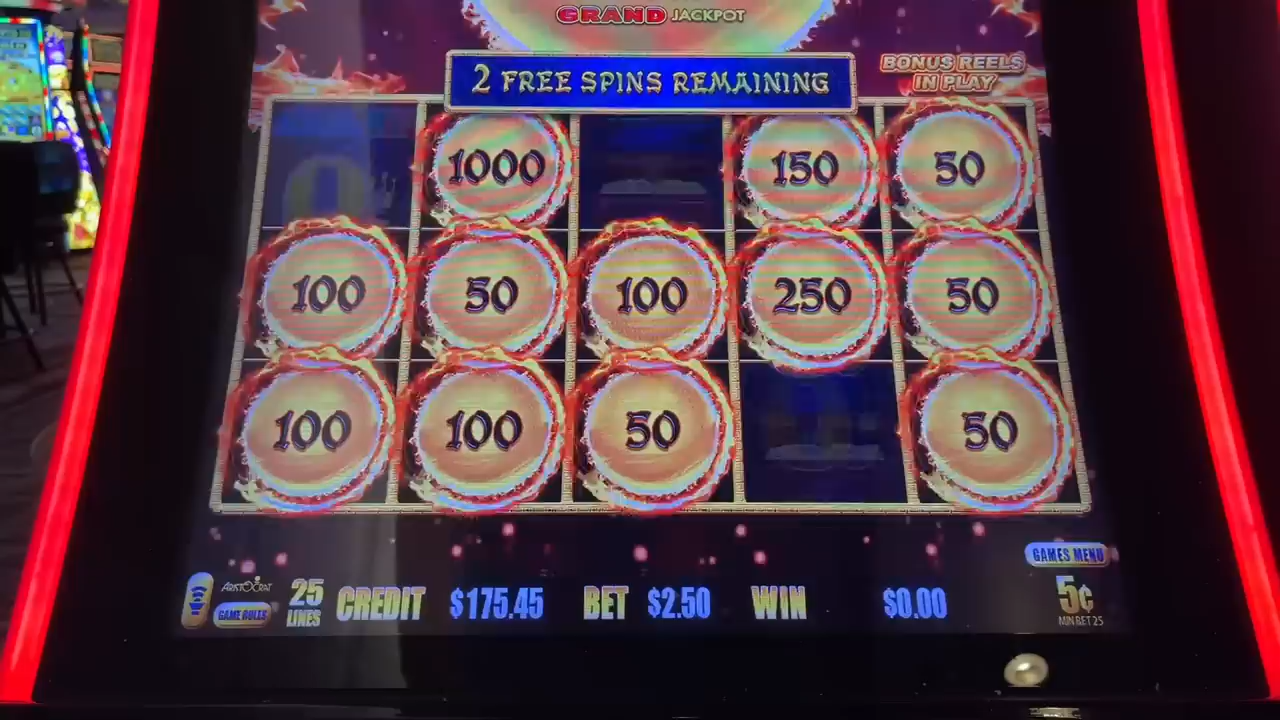 GRAND JACKPOT
2 FREE SPINS REMAINING
BONUS REELS
IN PLAY
1000 150 50
100 50 100 250 50
100 100 50 50
GAMES MENU
ARISTOCRAT
GAME RULES
25
LINES
CREDIT $175.45 BET $2.50 WIN $0.00
5¢
MIN BET 25